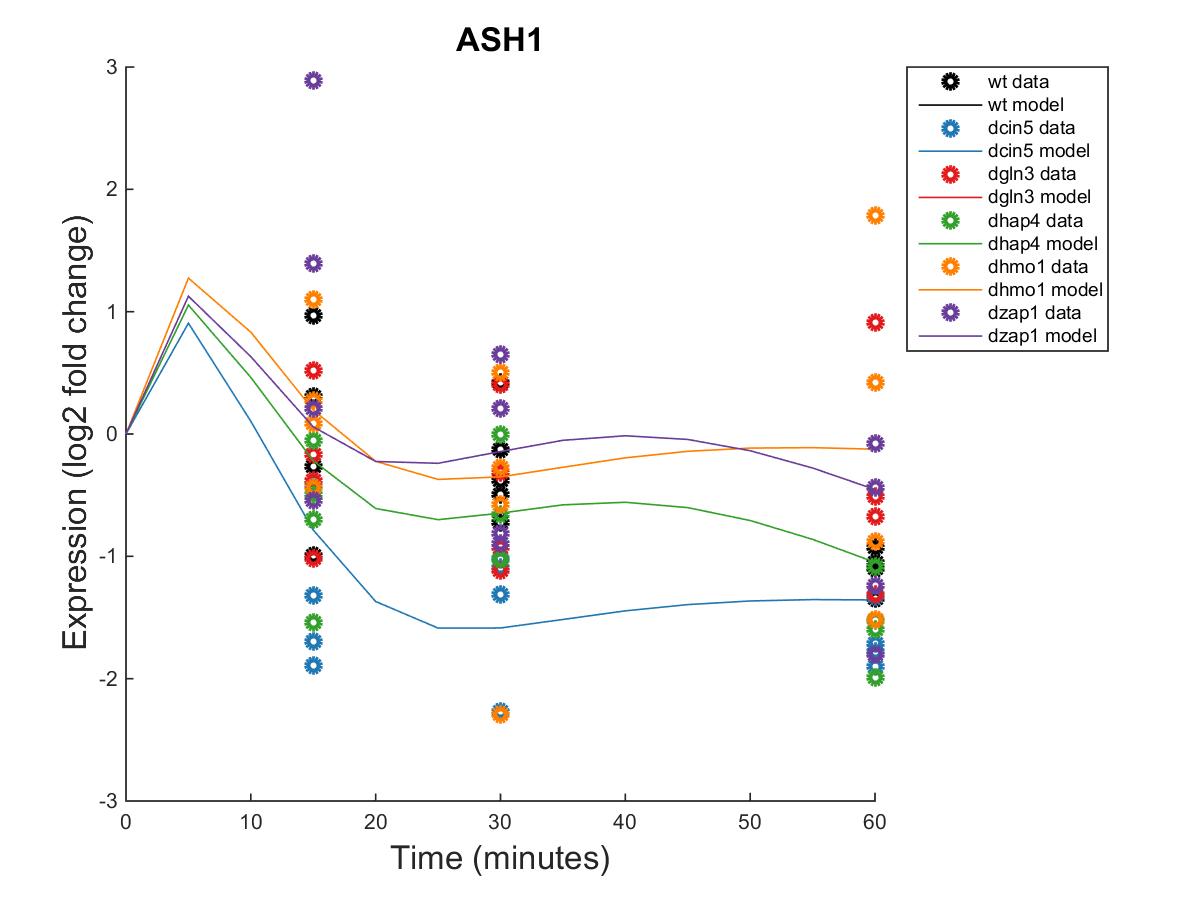 ASH1
Expression (log2 fold change)
3
2
1
0
-1
-2
-3
0 10 20 30 40 50 60
Time (minutes)
wt data
wt model
dcin5 data
dcin5 model
dgln3 data
dgln3 model
dhap4 data
dhap4 model
dhmo1 data
dhmo1 model
dzap1 data
dzap1 model